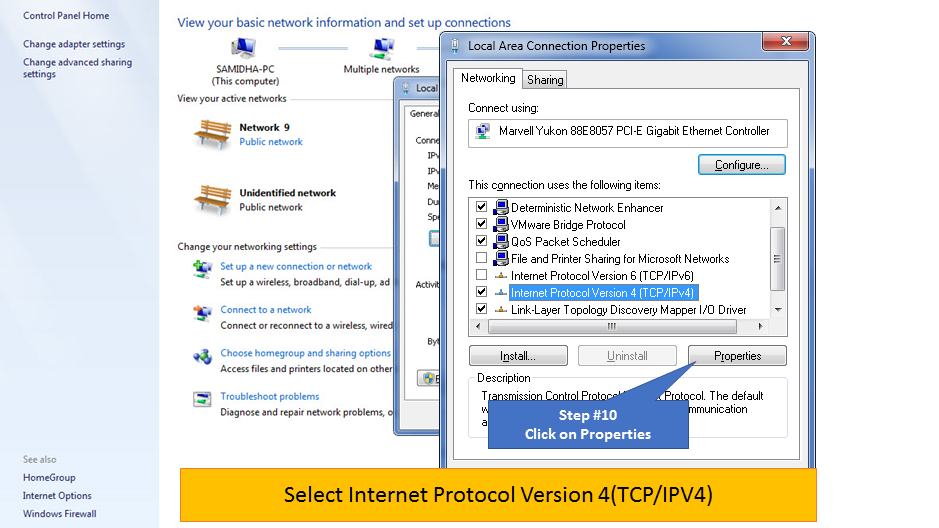 Control Panel Home
Change adapter settings
Change advanced sharing
settings
See also
HomeGroup
Internet Options
Windows Firewall
View your basic network information and set up connections
SAMIDHA-PC
(This computer)
Multiple networks
View your active networks
Network 9
Public network
Unidentified network
Public network
Change your networking settings
Set up a new connection or network
Set up a wireless, broadband, dial-up, ad
Connect to a network
Connect or reconnect to a wireless, wired
Choose homegroup and sharing options
Access files and printers located on other
Troubleshoot problems
Diagnose and repair network problems, o
Local
General
Conne
IPv
IPv
Me
Dur
Spe
Activit
Byt
Local Area Connection Properties
Networking
Sharing
Connect using:
Marvell Yukon 88E8057 PCI-E Gigabit Ethernet Controller
Configure...
This connection uses the following items:
Deterministic Network Enhancer
VMware Bridge Protocol
QoS Packet Scheduler
File and Printer Sharing for Microsoft Networks
Internet Protocol Version 6 (TCP/IPv6)
Internet Protocol Version 4 (TCP/IPv4)
Link-Layer Topology Discovery Mapper I/O Driver
Install...
Uninstall
Properties
Description
Transmission Control Protocol Protocol. The default
w mmunication
a
Step #10
Click on Properties
Select Internet Protocol Version 4(TCP/IPV4)